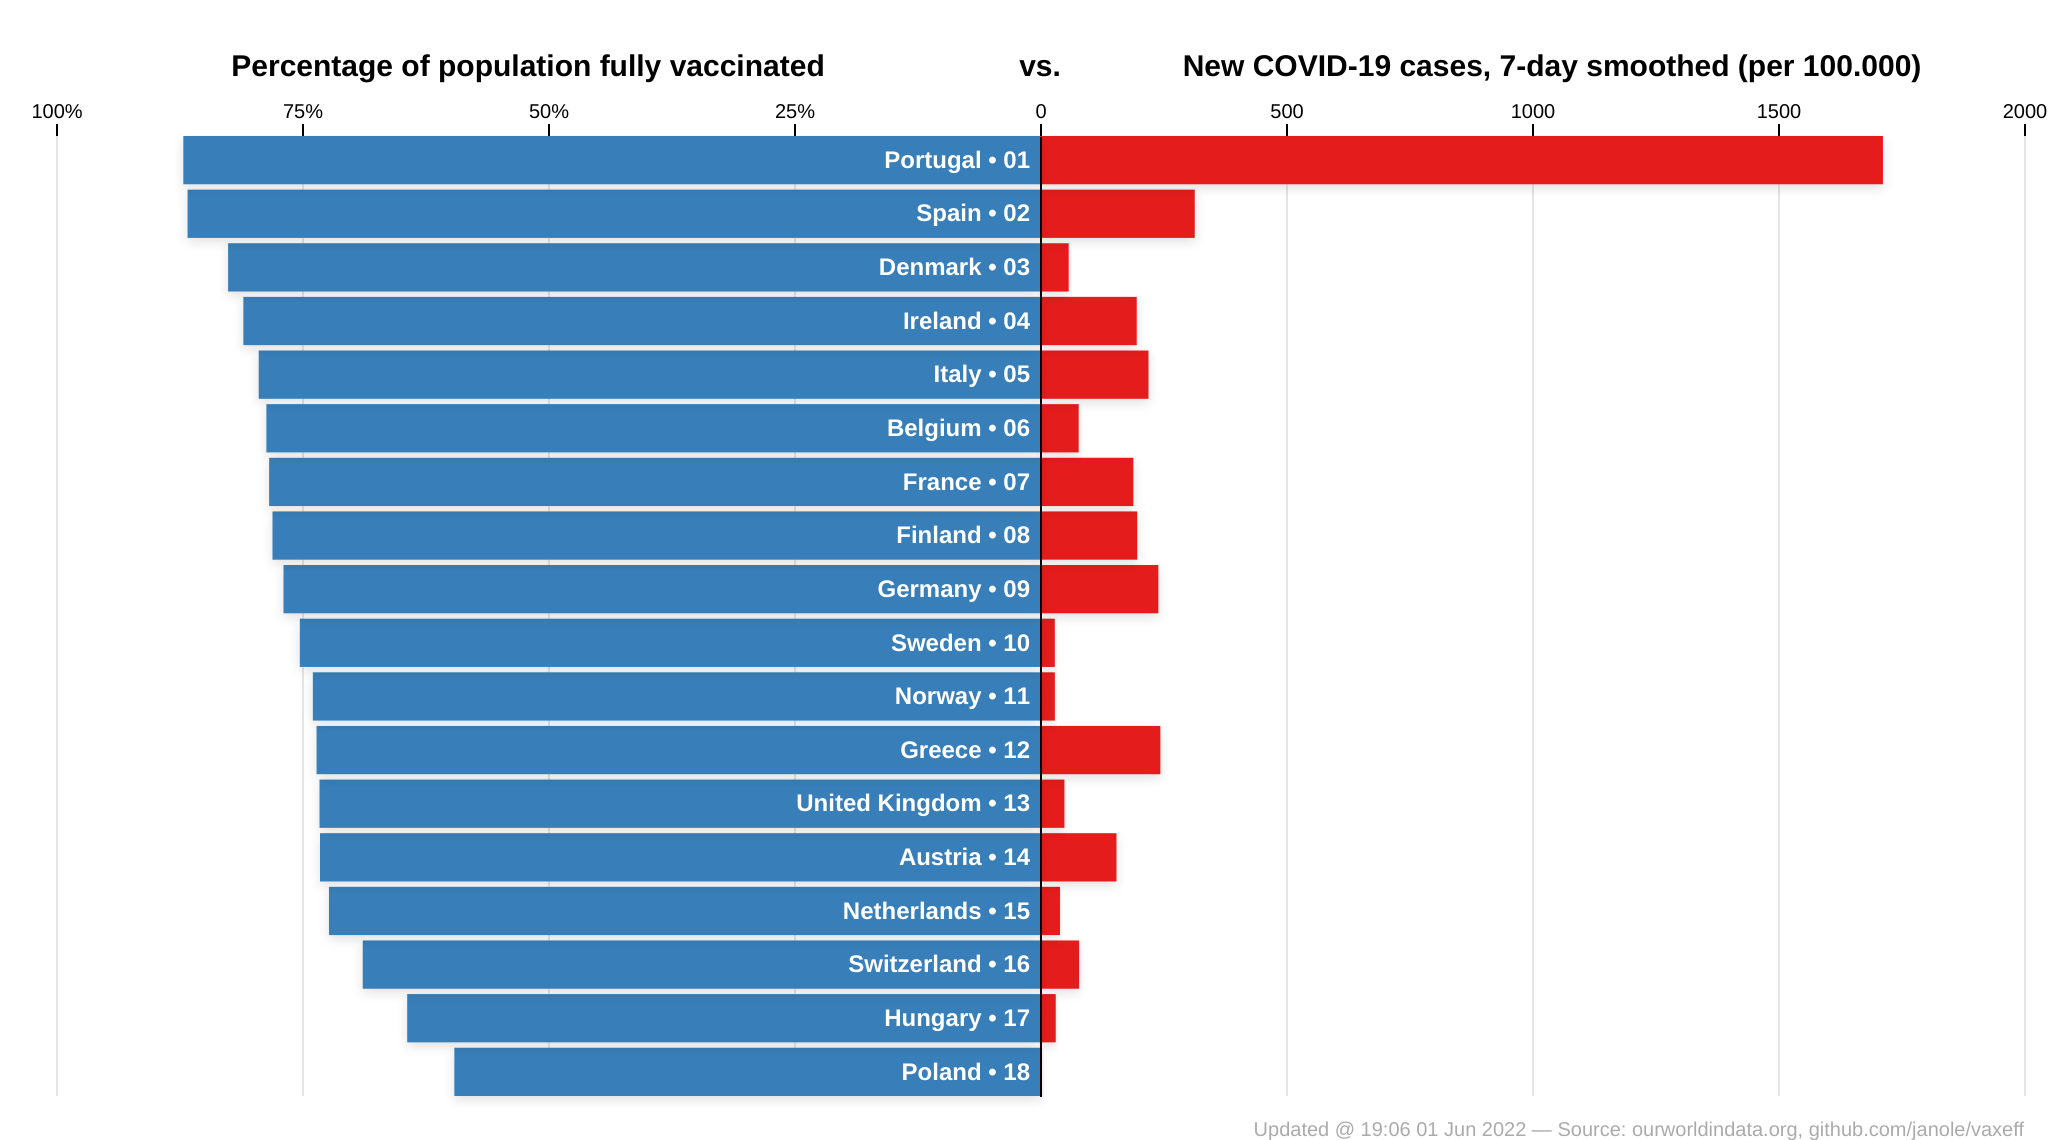 Percentage of population fully vaccinated vs. New COVID-19 cases, 7-day smoothed (per 100.000)
100% 75% 50% 25% 0 500 1000 1500 2000
Portugal • 01
Spain • 02
Denmark • 03
Ireland • 04
Italy • 05
Belgium • 06
France • 07
Finland • 08
Germany • 09
Sweden • 10
Norway • 11
Greece • 12
United Kingdom • 13
Austria • 14
Netherlands • 15
Switzerland • 16
Hungary • 17
Poland • 18
Updated @ 19:06 01 Jun 2022 — Source: ourworldindata.org, github.com/janole/vaxeff